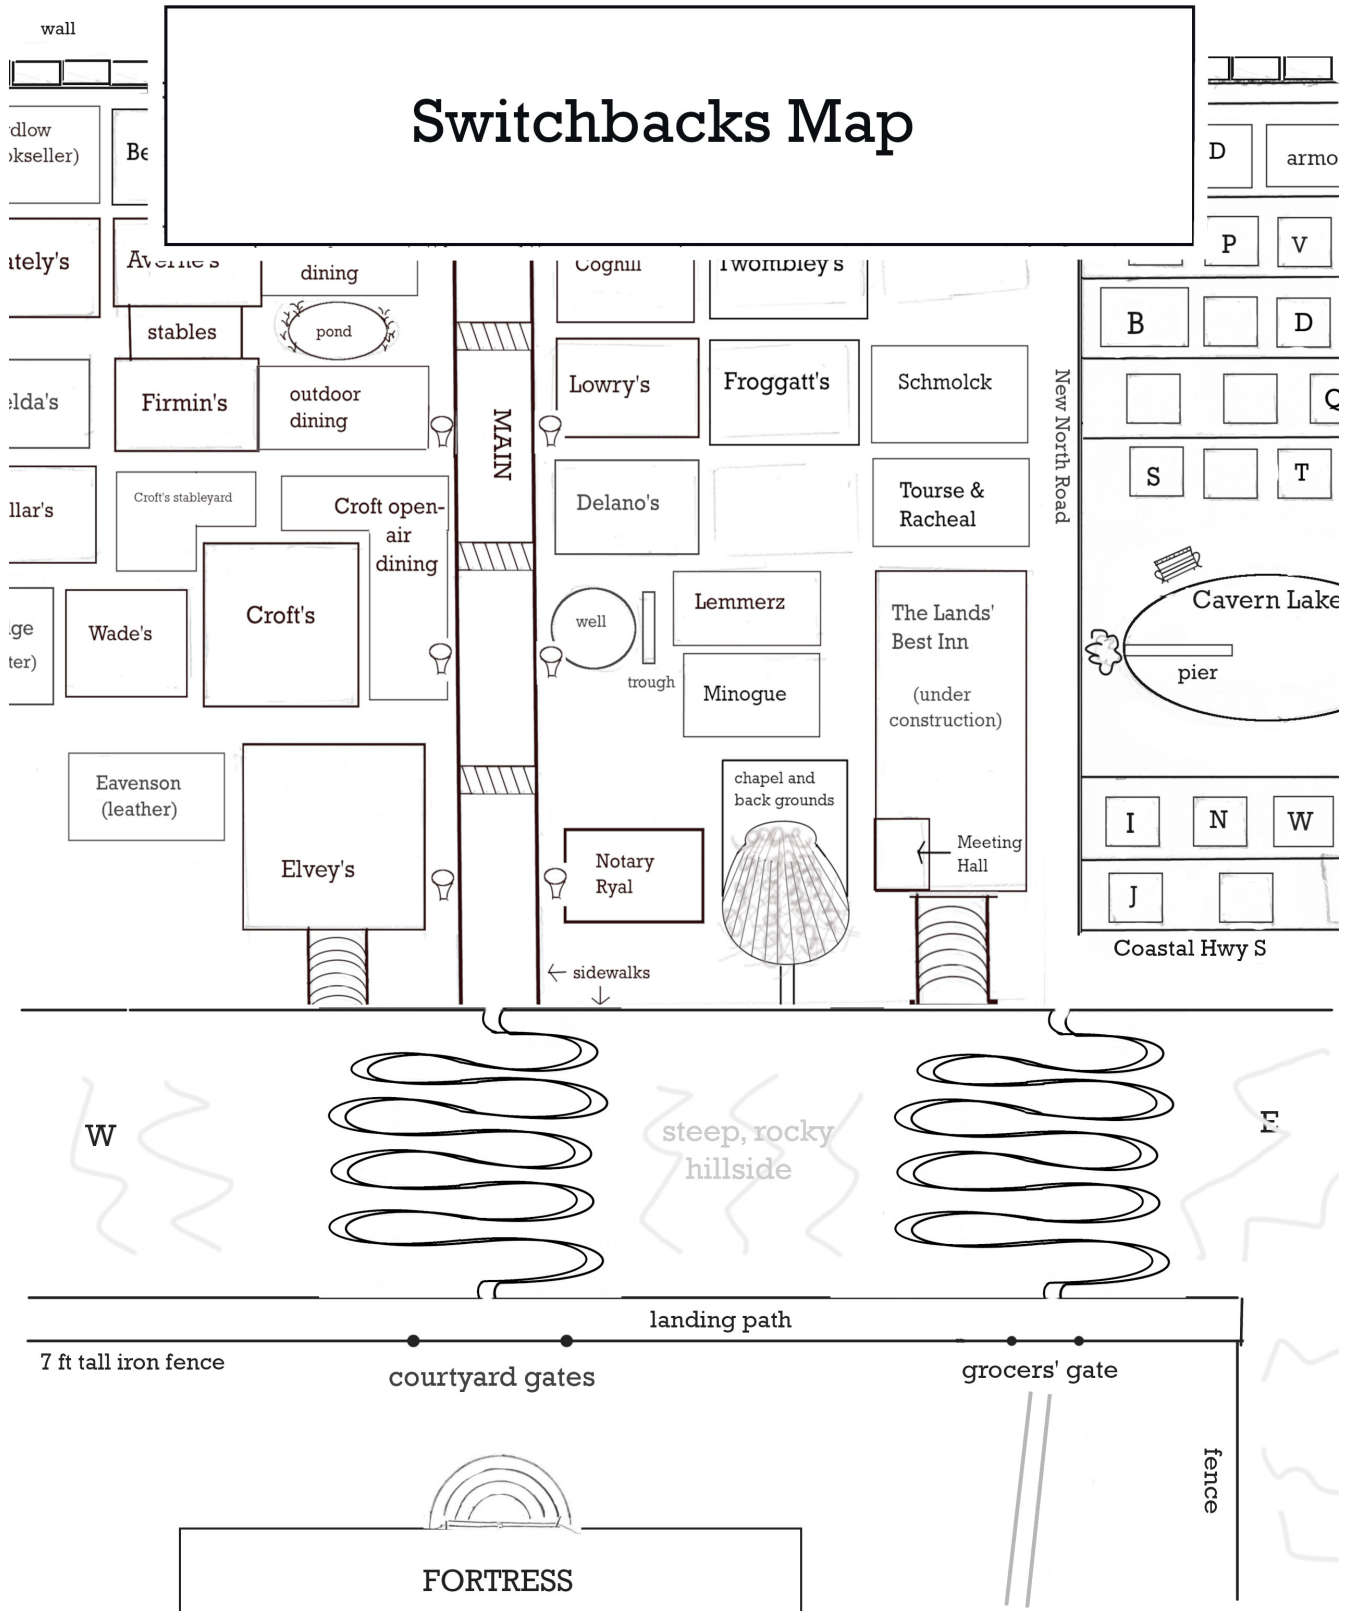 wall
Switchbacks Map
dlow
okseller)
Be
D
armo
ately's
Averne's
dining
Coghill
Twombley's
P
V
stables
pond
B
D
elda's
Firmin's
outdoor
dining
MAIN
Lowry's
Froggatt's
Schmolck
New North Road
Q
llar's
Croft's stableyard
Croft open-
air
dining
Delano's
Tourse &
Racheal
S
T
ge
ter)
Wade's
Croft's
well
trough
Lemmerz
Minogue
The Lands'
Best Inn
(under
construction)
Cavern Lake
pier
Eavenson
(leather)
Elvey's
Notary
Ryal
chapel and
back grounds
Meeting
Hall
I
N
W
J
Coastal Hwy S
sidewalks
W
steep, rocky
hillside
E
landing path
7 ft tall iron fence
courtyard gates
grocers' gate
fence
FORTRESS